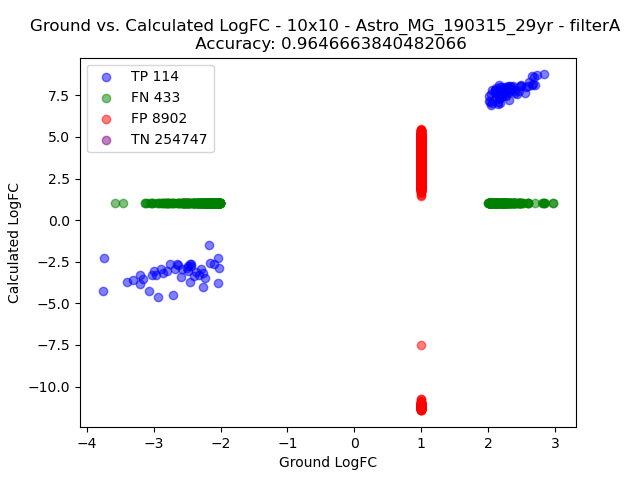 Ground vs. Calculated LogFC - 10x10 - Astro_MG_190315_29yr - filterA
Accuracy: 0.9646663840482066
TP 114
FN 433
FP 8902
TN 254747
7.5
5.0
2.5
0.0
−2.5
−5.0
−7.5
−10.0
Calculated LogFC
−4
−3
−2
−1
0
1
2
3
Ground LogFC